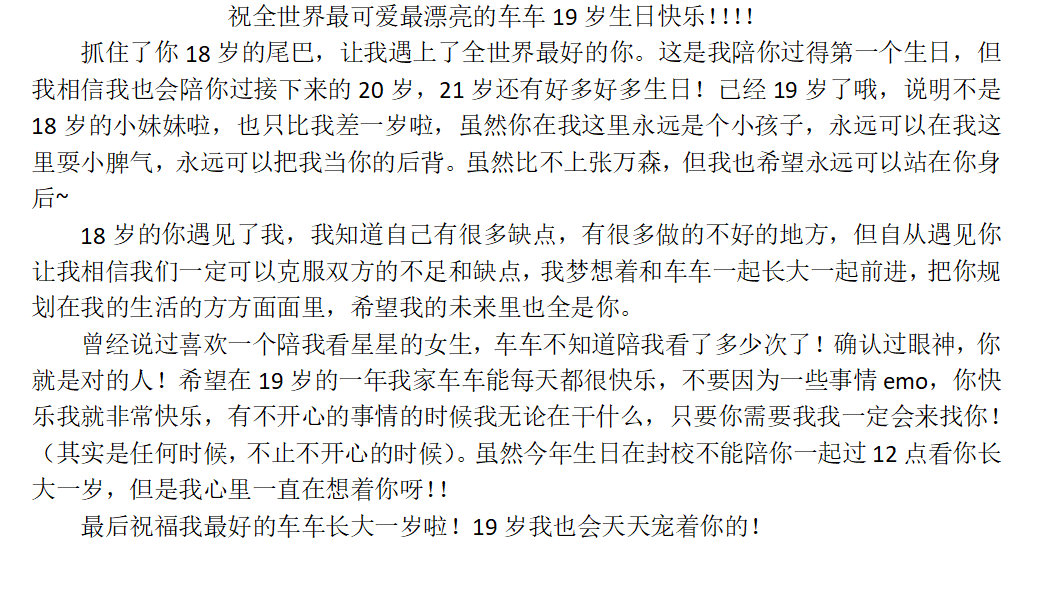 祝全世界最可爱最漂亮的车车 19 岁生日快乐！！！！
抓住了你 18 岁的尾巴，让我遇上了全世界最好的你。这是我陪你过得第一个生日，但
我相信我也会陪你过接下来的 20 岁，21 岁还有好多好多生日！已经 19 岁了哦，说明不是
18 岁的小妹妹啦，也只比我差一岁啦，虽然你在我这里永远是个小孩子，永远可以在我这
里耍小脾气，永远可以把我当你的后背。虽然比不上张万森，但我也希望永远可以站在你身
后~
18 岁的你遇见了我，我知道自己有很多缺点，有很多做的不好的地方，但自从遇见你
让我相信我们一定可以克服双方的不足和缺点，我梦想着和车车一起长大一起前进，把你规
划在我的生活的方方面面里，希望我的未来里也全是你。
曾经说过喜欢一个陪我看星星的女生，车车不知道陪我看了多少次了！确认过眼神，你
就是对的人！希望在 19 岁的一年我家车车能每天都很快乐，不要因为一些事情 emo，你快
乐我就非常快乐，有不开心的事情的时候我无论在干什么，只要你需要我我一定会来找你！
（其实是任何时候，不止不开心的时候）。虽然今年生日在封校不能陪你一起过 12 点看你长
大一岁，但是我心里一直在想着你呀！！
最后祝福我最好的车车长大一岁啦！19 岁我也会天天宠着你的！